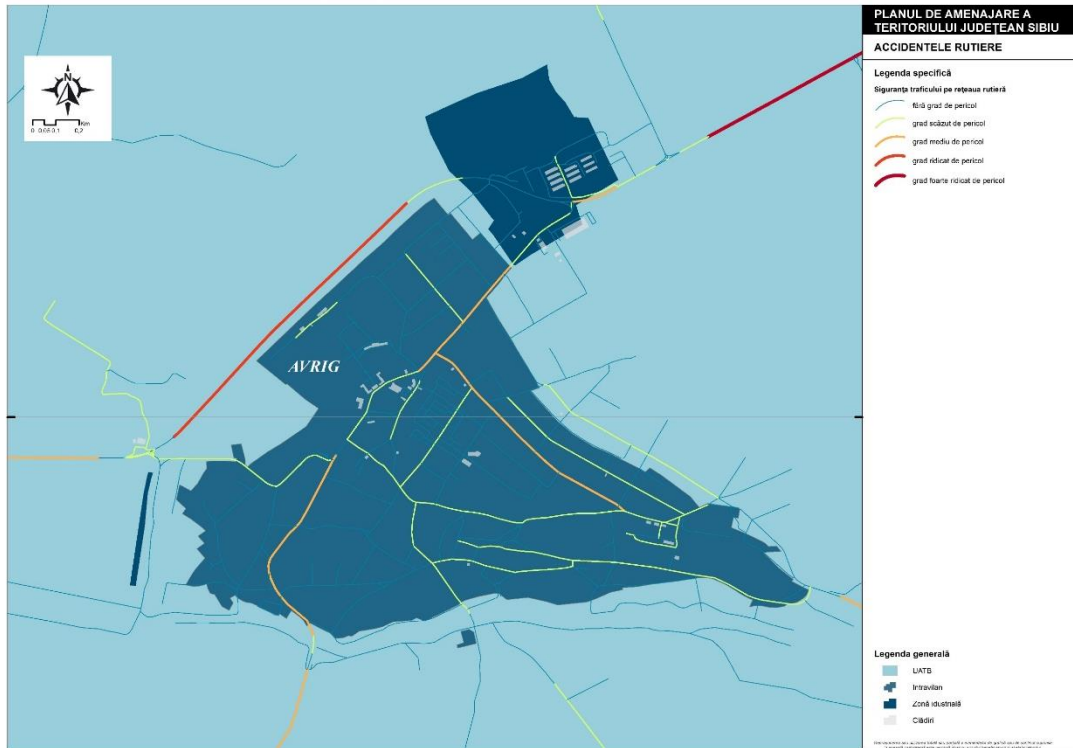 PLANUL DE AMENAJARE A
TERITORIULUI JUDEȚEAN SIBIU
ACCIDENTELE RUTIERE
Legenda specifică
Siguranța traficului pe rețeaua rutieră
fără grad de pericol
grad scăzut de pericol
grad mediu de pericol
grad ridicat de pericol
grad foarte ridicat de pericol
N
Km
0 0.05 0.1 0,2
AVRIG
Legenda generală
UATB
Intravilan
Zonă idustrială
Clădiri